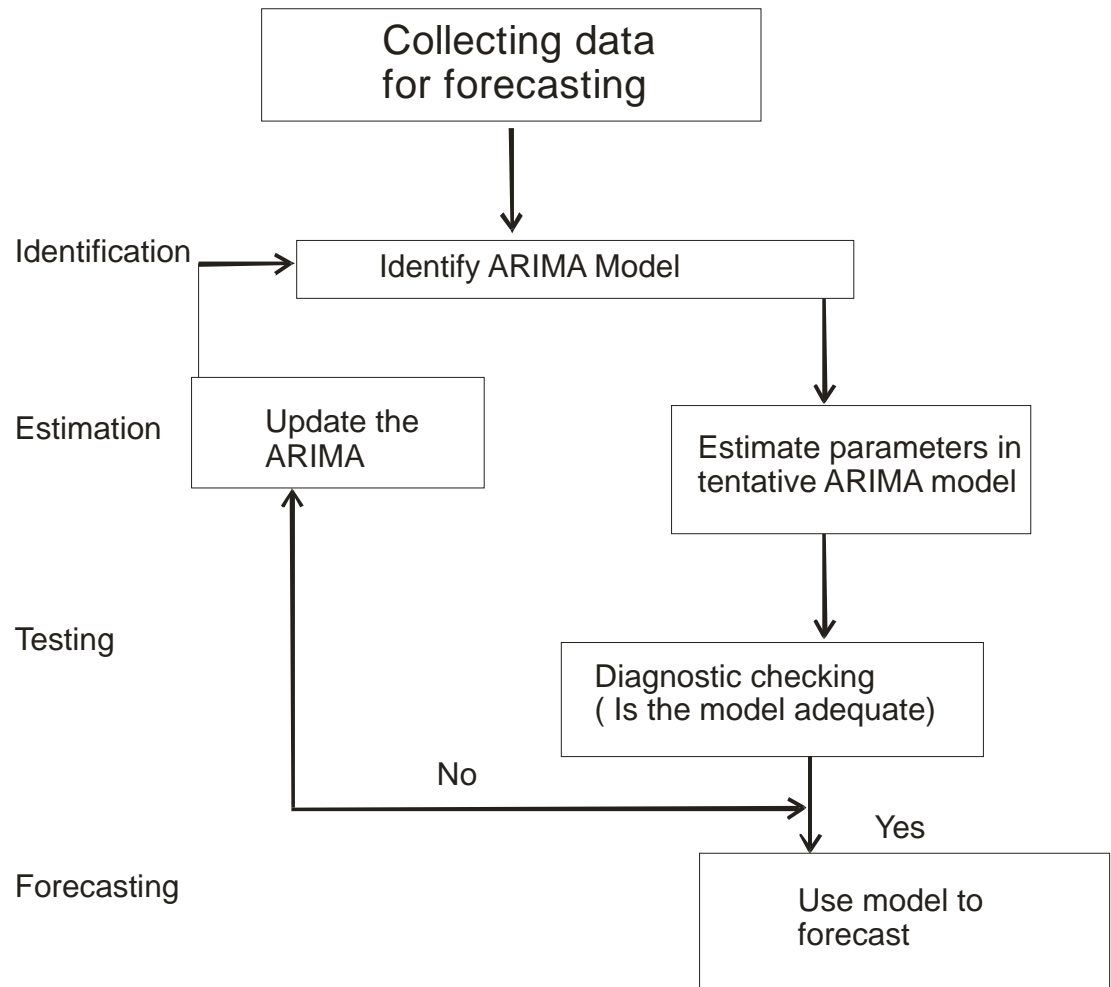 Collecting data
for forecasting
Identification
Identify ARIMA Model
Estimation
Update the
ARIMA
Estimate parameters in
tentative ARIMA model
Testing
Diagnostic checking
( Is the model adequate)
No
Yes
Forecasting
Use model to
forecast